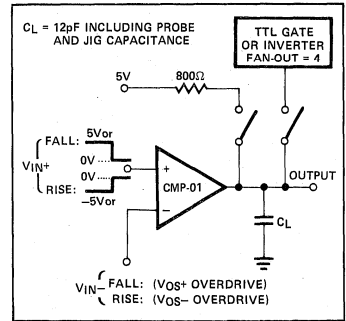 CL = 12pF INCLUDING PROBE
AND JIG CAPACITANCE
TTL GATE
OR INVERTER
FAN-OUT = 4
5V
800Ω
5Vor
FALL:
0V
VIN+
0V
RISE:
-5Vor
+
CMP-01
−
OUTPUT
CL
VIN− FALL: (VOS+ OVERDRIVE)
RISE: (VOS− OVERDRIVE)